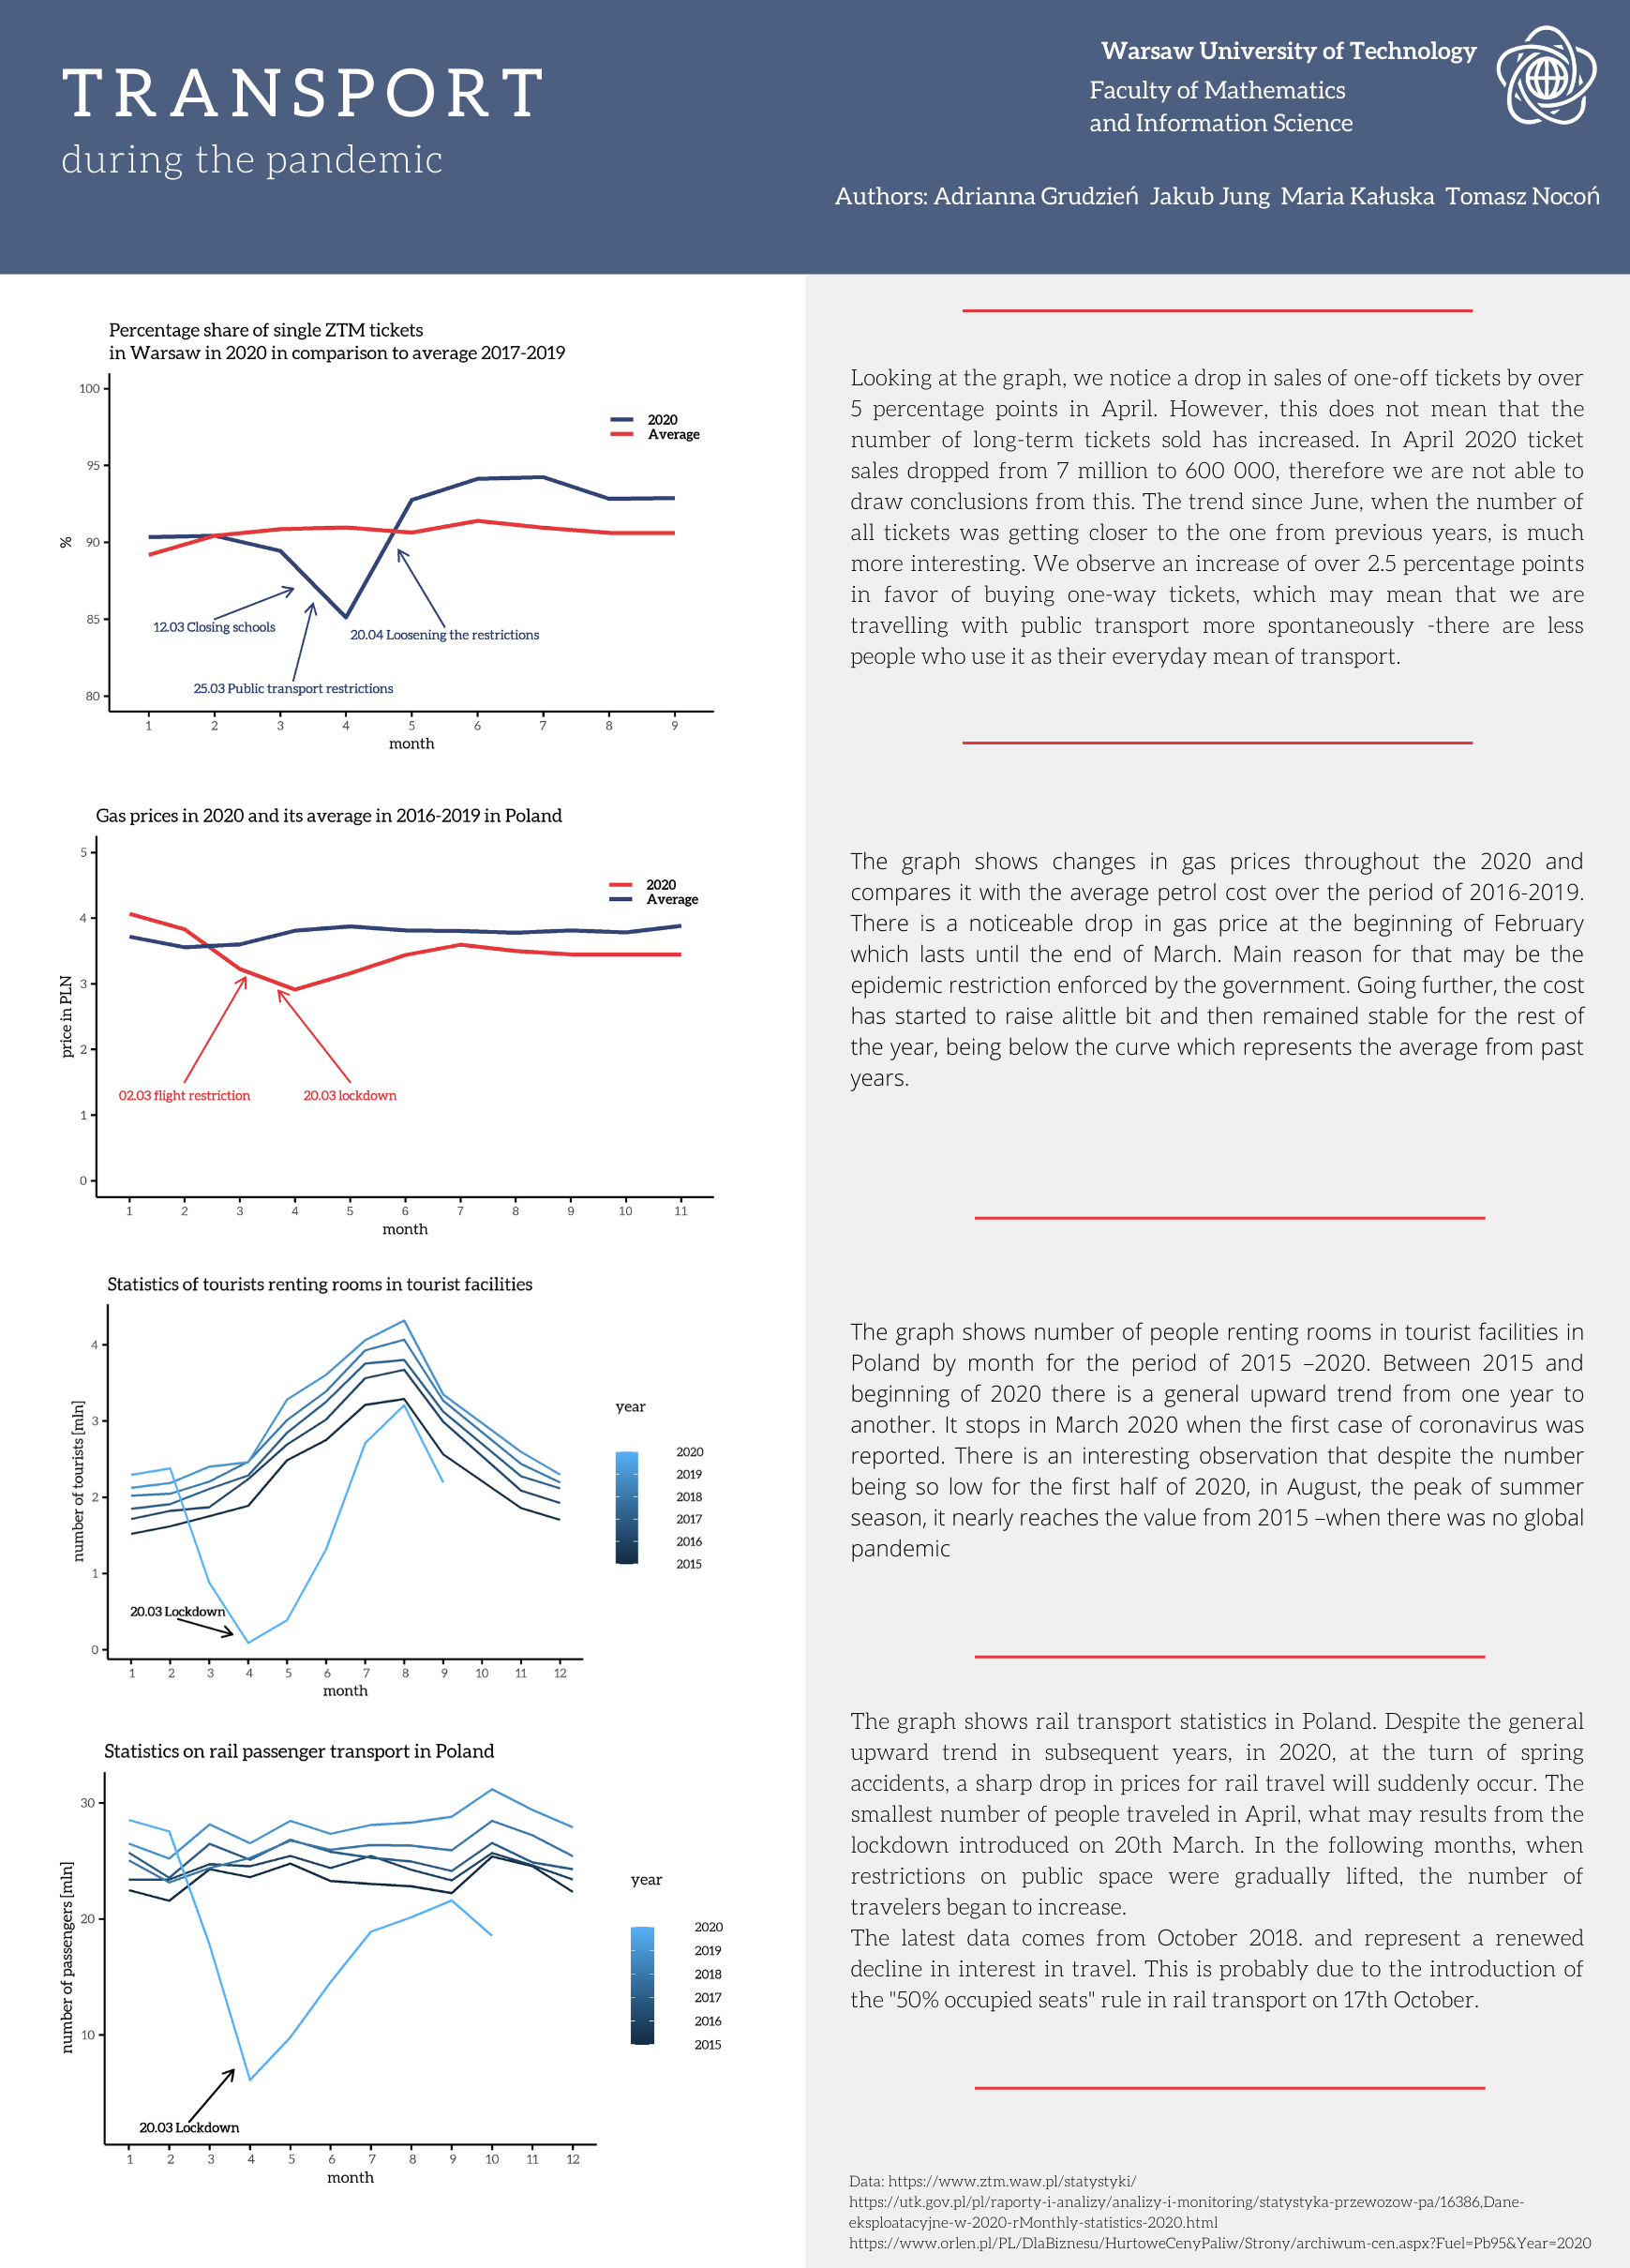 TRANSPORT
during the pandemic
Warsaw University of Technology
Faculty of Mathematics
and Information Science
Authors: Adrianna Grudzień Jakub Jung Maria Kałuska Tomasz Nocoń
Percentage share of single ZTM tickets
in Warsaw in 2020 in comparison to average 2017-2019
100
95
90
85
80
%
2020
Average
12.03 Closing schools
20.04 Loosening the restrictions
25.03 Public transport restrictions
1 2 3 4 5 6 7 8 9
month
Looking at the graph, we notice a drop in sales of one-off tickets by over
5 percentage points in April. However, this does not mean that the
number of long-term tickets sold has increased. In April 2020 ticket
sales dropped from 7 million to 600 000, therefore we are not able to
draw conclusions from this. The trend since June, when the number of
all tickets was getting closer to the one from previous years, is much
more interesting. We observe an increase of over 2.5 percentage points
in favor of buying one-way tickets, which may mean that we are
travelling with public transport more spontaneously -there are less
people who use it as their everyday mean of transport.
Gas prices in 2020 and its average in 2016-2019 in Poland
5
4
3
2
1
0
price in PLN
2020
Average
02.03 flight restriction
20.03 lockdown
1 2 3 4 5 6 7 8 9 10 11
month
The graph shows changes in gas prices throughout the 2020 and
compares it with the average petrol cost over the period of 2016-2019.
There is a noticeable drop in gas price at the beginning of February
which lasts until the end of March. Main reason for that may be the
epidemic restriction enforced by the government. Going further, the cost
has started to raise alittle bit and then remained stable for the rest of
the year, being below the curve which represents the average from past
years.
Statistics of tourists renting rooms in tourist facilities
4
3
2
1
0
number of tourists [mln]
year
2020
2019
2018
2017
2016
2015
20.03 Lockdown
1 2 3 4 5 6 7 8 9 10 11 12
month
The graph shows number of people renting rooms in tourist facilities in
Poland by month for the period of 2015 –2020. Between 2015 and
beginning of 2020 there is a general upward trend from one year to
another. It stops in March 2020 when the first case of coronavirus was
reported. There is an interesting observation that despite the number
being so low for the first half of 2020, in August, the peak of summer
season, it nearly reaches the value from 2015 –when there was no global
pandemic
Statistics on rail passenger transport in Poland
30
20
10
number of passengers [mln]
year
2020
2019
2018
2017
2016
2015
20.03 Lockdown
1 2 3 4 5 6 7 8 9 10 11 12
month
The graph shows rail transport statistics in Poland. Despite the general
upward trend in subsequent years, in 2020, at the turn of spring
accidents, a sharp drop in prices for rail travel will suddenly occur. The
smallest number of people traveled in April, what may results from the
lockdown introduced on 20th March. In the following months, when
restrictions on public space were gradually lifted, the number of
travelers began to increase.
The latest data comes from October 2018. and represent a renewed
decline in interest in travel. This is probably due to the introduction of
the "50% occupied seats" rule in rail transport on 17th October.
Data: https://www.ztm.waw.pl/statystyki/
https://utk.gov.pl/pl/raporty-i-analizy/analizy-i-monitoring/statystyka-przewozow-pa/16386,Dane-
eksploatacyjne-w-2020-rMonthly-statistics-2020.html
https://www.orlen.pl/PL/DlaBiznesu/HurtoweCenyPaliw/Strony/archiwum-cen.aspx?Fuel=Pb95&Year=2020